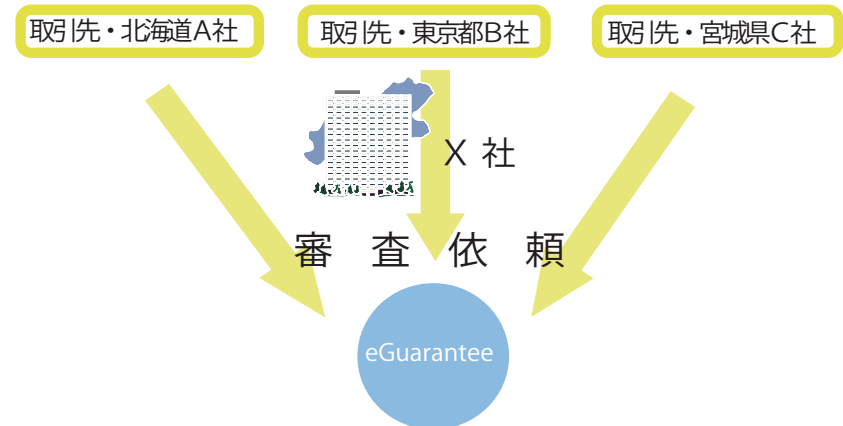 取引先・北海道A社
取引先・東京都B社
取引先・宮城県C社
X 社
審 査 依 頼
eGuarantee